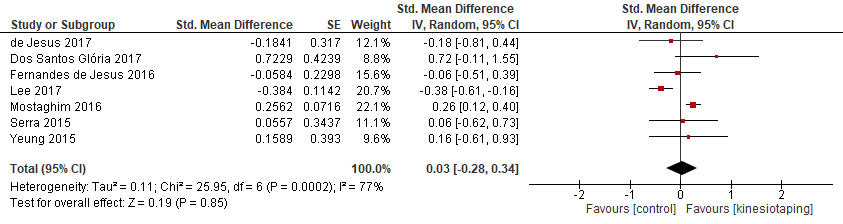 Std. Mean Difference Std. Mean Difference
Study or Subgroup Std. Mean Difference SE Weight IV, Random, 95% CI IV, Random, 95% CI
de Jesus 2017 -0.1841 0.317 12.1% -0.18 [-0.81, 0.44]
Dos Santos Glória 2017 0.7229 0.4239 8.8% 0.72 [-0.11, 1.55]
Fernandes de Jesus 2016 -0.0584 0.2298 15.6% -0.06 [-0.51, 0.39]
Lee 2017 -0.384 0.1142 20.8% -0.38 [-0.61, -0.16]
Mostaghim 2016 0.2562 0.0716 22.1% 0.26 [0.12, 0.40]
Serra 2015 0.0557 0.3437 11.1% 0.06 [-0.62, 0.73]
Yeung 2015 0.1589 0.393 9.6% 0.16 [-0.61, 0.93]
Total (95% CI) 100.0% 0.03 [-0.28, 0.34]
Heterogeneity: Tau² = 0.11; Chi² = 25.95, df = 6 (P = 0.0002); I² = 77%
Test for overall effect: Z = 0.19 (P = 0.85)
-2 -1 0 1 2
Favours [control] Favours [kinesiotaping]